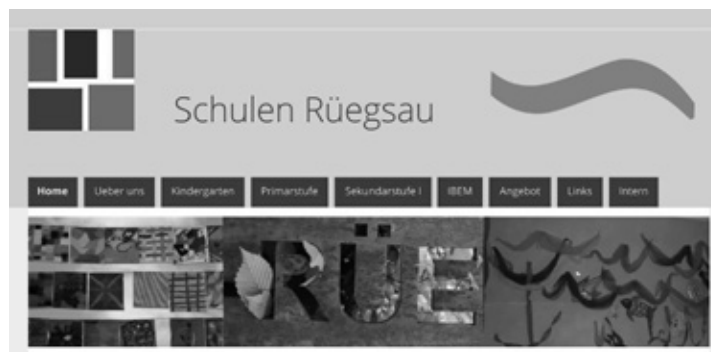 Schulen Rüegsau
Home Ueber uns Kindergarten Primarstufe Sekundarstufe I IBEM Angebot Links Intern
RÜE